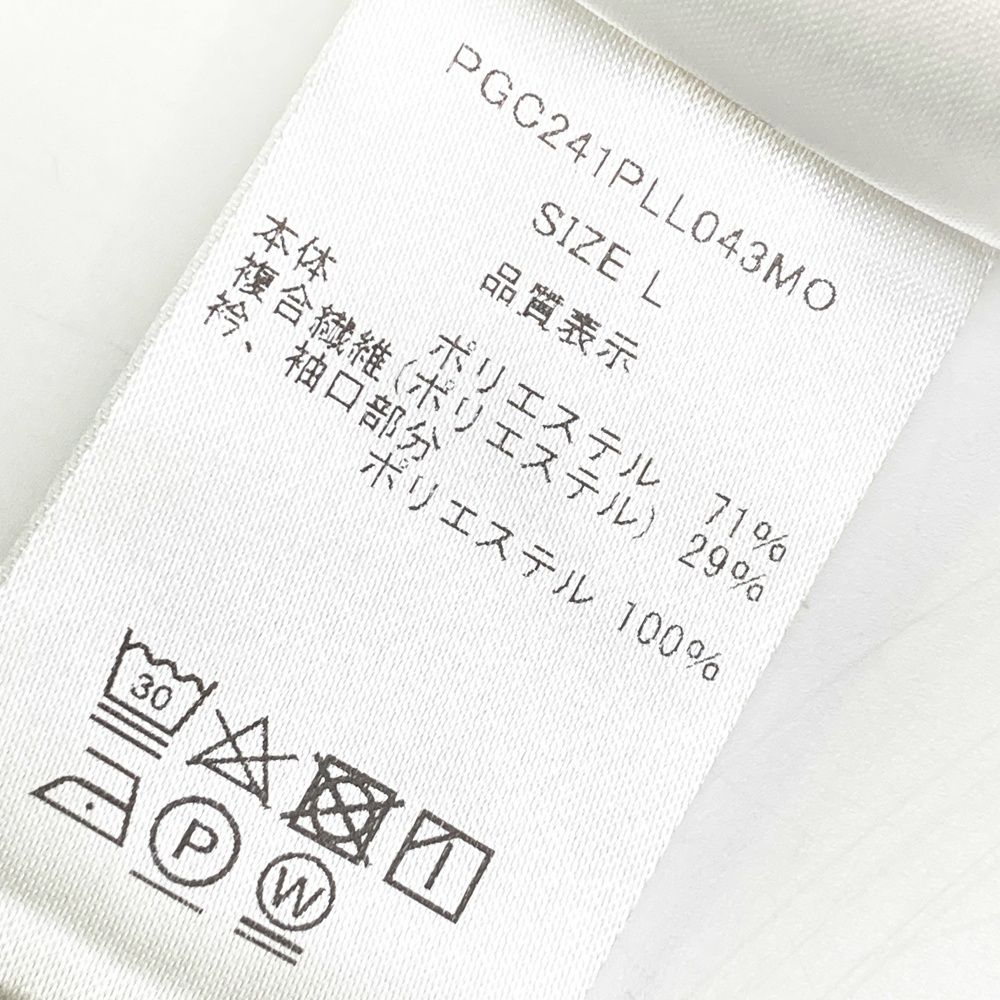 PGC241PLL043MO
SIZE L
品質表示
本体
ポリエステル 71%
複合繊維(ポリエステル) 29%
衿、袖口部分
ポリエステル 100%
30
P
W